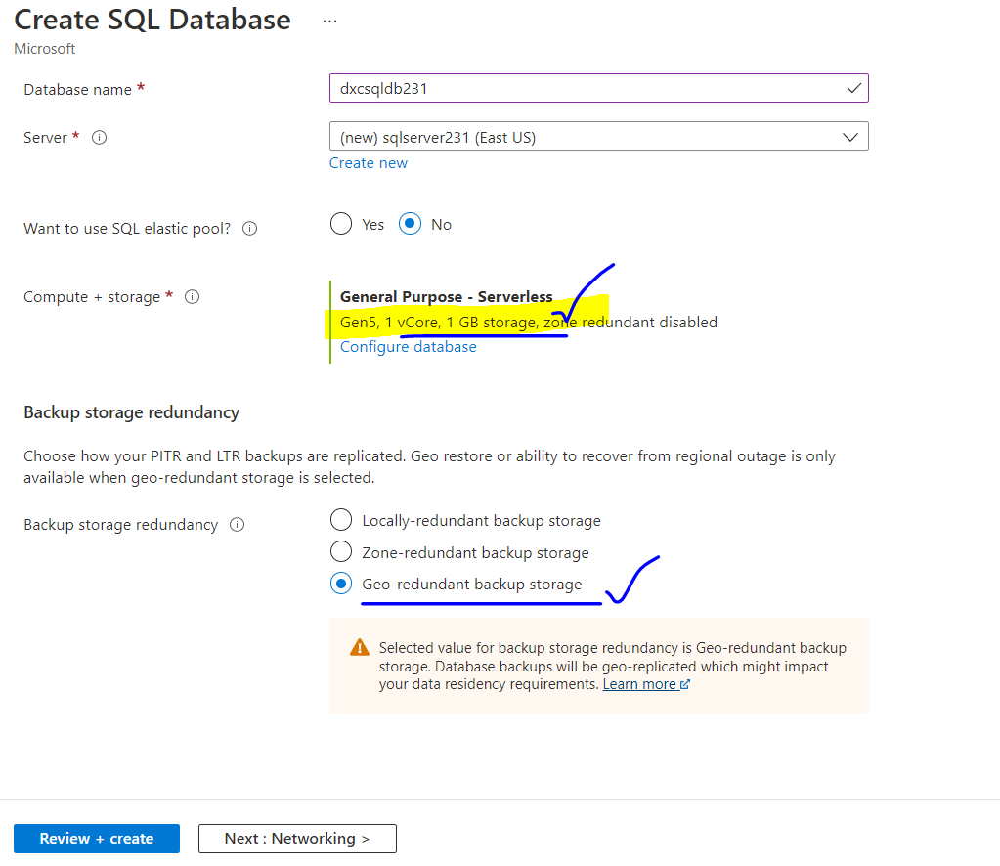 Create SQL Database ...
Microsoft
Database name *
dxcsqldb231
Server *
(new) sqlserver231 (East US)
Create new
Want to use SQL elastic pool?
Yes
No
Compute + storage *
General Purpose - Serverless
Gen5, 1 vCore, 1 GB storage, zone redundant disabled
Configure database
Backup storage redundancy
Choose how your PITR and LTR backups are replicated. Geo restore or ability to recover from regional outage is only
available when geo-redundant storage is selected.
Backup storage redundancy
Locally-redundant backup storage
Zone-redundant backup storage
Geo-redundant backup storage
Selected value for backup storage redundancy is Geo-redundant backup
storage. Database backups will be geo-replicated which might impact
your data residency requirements. Learn more
Review + create
Next : Networking >